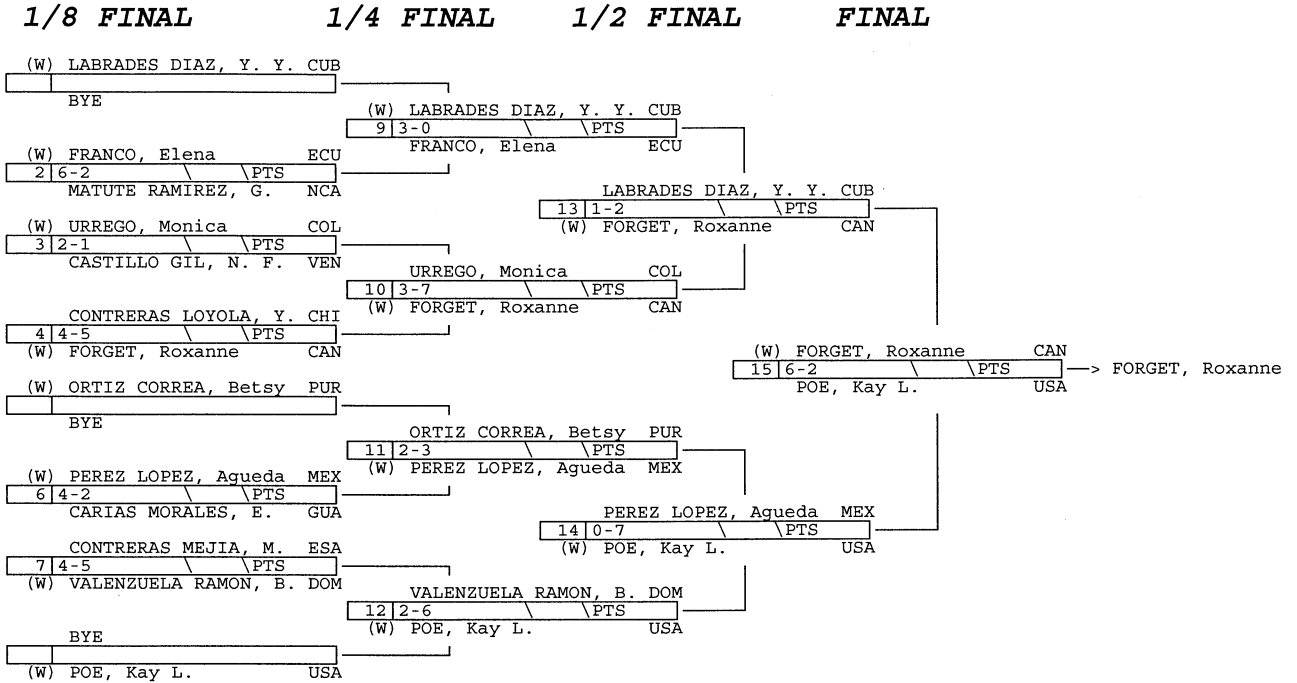 1/8 FINAL 1/4 FINAL 1/2 FINAL FINAL
(W) LABRADES DIAZ, Y. Y. CUB
BYE
(W) LABRADES DIAZ, Y. Y. CUB
9 3-0 \ \ PTS
FRANCO, Elena ECU
(W) FRANCO, Elena ECU
2 6-2 \ \ PTS
MATUTE RAMIREZ, G. NCA
LABRADES DIAZ, Y. Y. CUB
13 1-2 \ \ PTS
(W) FORGET, Roxanne CAN
(W) URREGO, Monica COL
3 2-1 \ \ PTS
CASTILLO GIL, N. F. VEN
URREGO, Monica COL
10 3-7 \ \ PTS
(W) FORGET, Roxanne CAN
CONTRERAS LOYOLA, Y. CHI
4 4-5 \ \ PTS
(W) FORGET, Roxanne CAN
(W) FORGET, Roxanne CAN
15 6-2 \ \ PTS —> FORGET, Roxanne
POE, Kay L. USA
(W) ORTIZ CORREA, Betsy PUR
BYE
ORTIZ CORREA, Betsy PUR
11 2-3 \ \ PTS
(W) PEREZ LOPEZ, Agueda MEX
(W) PEREZ LOPEZ, Agueda MEX
6 4-2 \ \ PTS
CARIAS MORALES, E. GUA
PEREZ LOPEZ, Agueda MEX
14 0-7 \ \ PTS
(W) POE, Kay L. USA
CONTRERAS MEJIA, M. ESA
7 4-5 \ \ PTS
(W) VALENZUELA RAMON, B. DOM
VALENZUELA RAMON, B. DOM
12 2-6 \ \ PTS
(W) POE, Kay L. USA
BYE
(W) POE, Kay L. USA